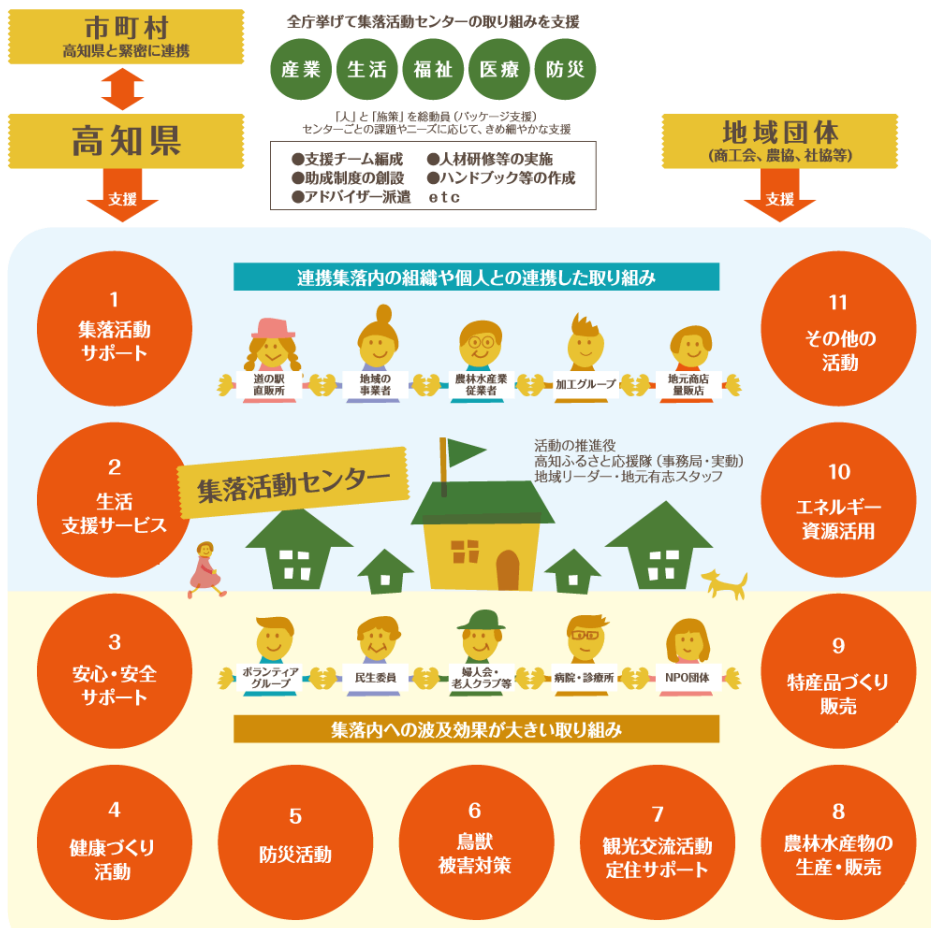 市町村
高知県と緊密に連携
全庁挙げて集落活動センターの取り組みを支援
産業
生活
福祉
医療
防災
「人」と「施策」を総動員(パッケージ支援)
センターごとの課題やニーズに応じて、きめ細やかな支援
高知県
支援
●支援チーム編成
●人材研修等の実施
●助成制度の創設
●ハンドブック等の作成
●アドバイザー派遣
etc
地域団体
(商工会、農協、社協等)
支援
連携集落内の組織や個人との連携した取り組み
1
集落活動
サポート
11
その他の
活動
道の駅
直販所
地域の
事業者
農林水産業
従業者
加工グループ
地元商店
量販店
2
生活
支援サービス
集落活動センター
活動の推進役
高知ふるさと応援隊(事務局・実動)
地域リーダー・地元有志スタッフ
10
エネルギー
資源活用
3
安心・安全
サポート
ボランティア
グループ
民生委員
婦人会・
老人クラブ等
病院・診療所
NPO団体
9
特産品づくり
販売
集落内への波及効果が大きい取り組み
4
健康づくり
活動
5
防災活動
6
鳥獣
被害対策
7
観光交流活動
定住サポート
8
農林水産物の
生産・販売